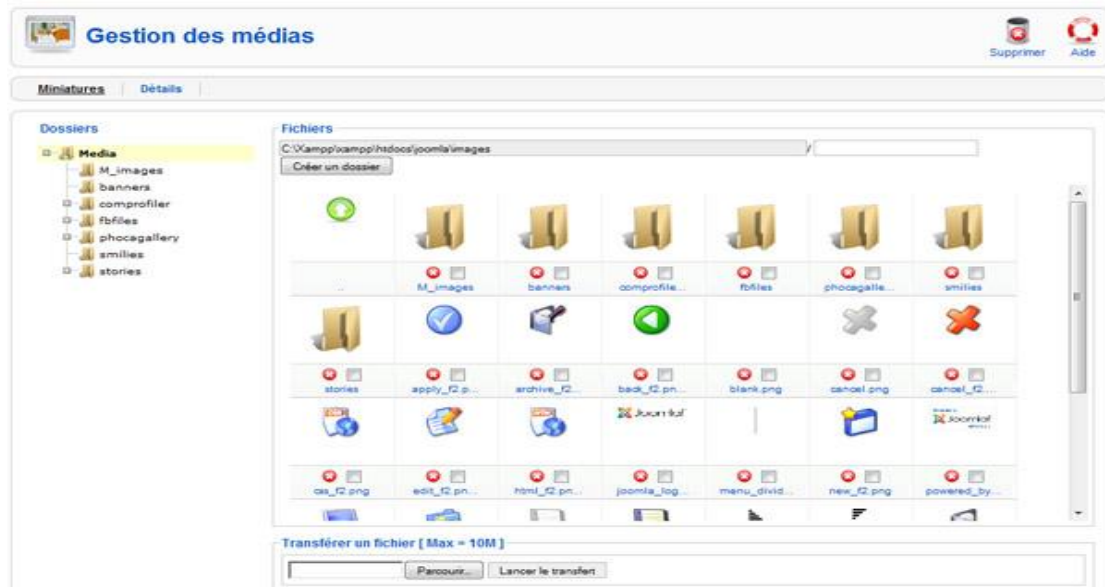 Gestion des médias
Supprimer Aide
Miniatures Détails
Dossiers
Media
M_images
banners
comprofiler
fbfiles
phocagallery
smilies
stories
Fichiers
C:\Xampp\xampp\htdocs\joomla\images /
Créer un dossier
.. M_images banners comprofile... fbfiles phocagalle... smilies
stories apply_f2.p... archive_f2.... back_f2.pn... blank.png cancel.png cancel_f2....
Joomla! Joomla!
css_f2.png edit_f2.pn... html_f2.pn... joomla_log... menu_divid... new_f2.png powered_by...
Transférer un fichier [ Max = 10M ]
Parcourir... Lancer le transfert